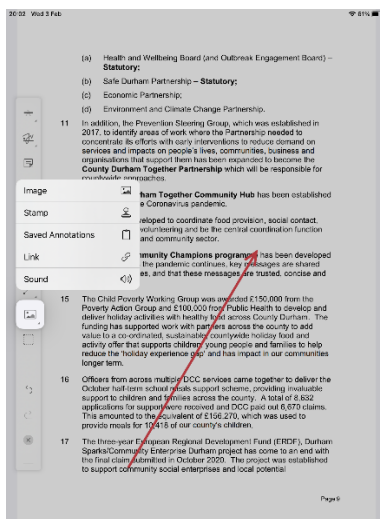 20:02 Wed 3 Feb
61%
(a) Health and Wellbeing Board (and Outbreak Engagement Board) –
Statutory;
(b) Safe Durham Partnership – Statutory;
(c) Economic Partnership;
(d) Environment and Climate Change Partnership.
11 In addition, the Prevention Steering Group, which was established in
2017, to identify areas of work where the Partnership needed to
concentrate its efforts with early interventions to reduce demand on
services and impacts on people's lives, communities, business and
organisations that support them has been expanded to become the
County Durham Together Partnership which will be responsible for
countywide approaches.
Image
ham Together Community Hub has been established
e Coronavirus pandemic.
Stamp
reloped to coordinate food provision, social contact,
volunteering and be the central coordination function
Saved Annotations
and community sector.
Link
munity Champions programme has been developed
the pandemic continues, key messages are shared
Sound
es, and that these messages are trusted, concise and
15 The Child Poverty Working Group was awarded £150,000 from the
Poverty Action Group and £100,000 from Public Health to develop and
deliver holiday activities with healthy food across County Durham. The
funding has supported work with partners across the county to add
value to a co-ordinated, sustainable countywide holiday food and
activity offer that supports children young people and families to help
reduce the 'holiday experience gap' and has impact in our communities
longer term.
16 Officers from across multiple DCC services came together to deliver the
October half-term school meals support scheme, providing invaluable
support to children and families across the county. A total of 8,632
applications for support were received and DCC paid out 6,670 claims.
This amounted to the equivalent of £156,270, which was used to
provide meals for 10,418 of our county's children.
17 The three-year European Regional Development Fund (ERDF), Durham
Sparks/Community Enterprise Durham project has come to an end with
the final claim submitted in October 2020. The project was established
to support community social enterprises and local potential
Page 9